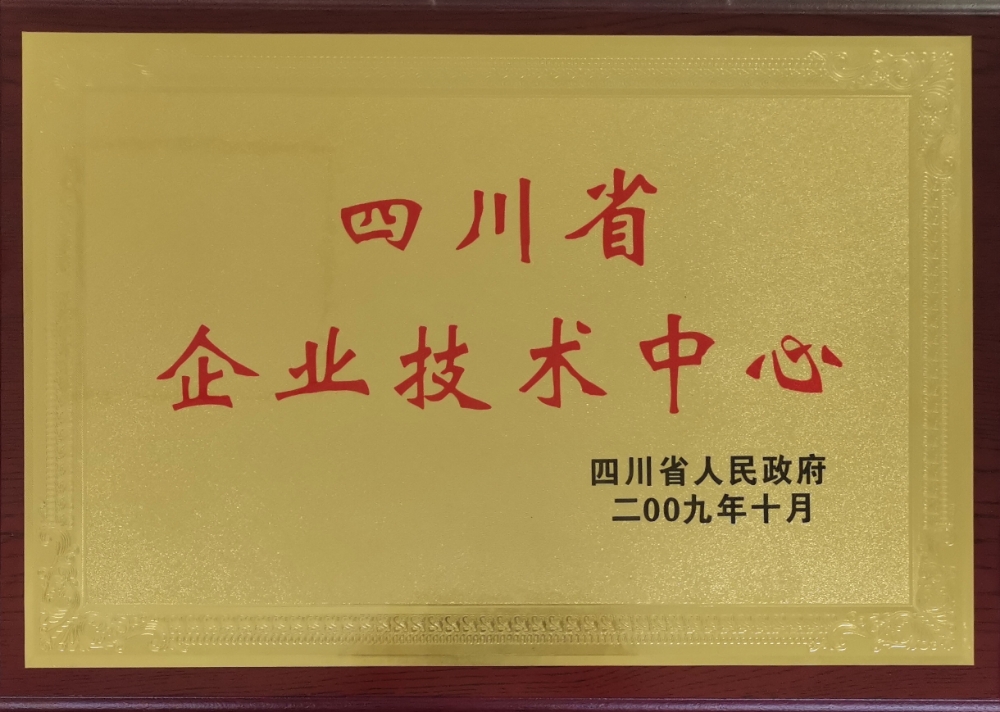 四川省
企业技术中心
四川省人民政府
二00九年十月